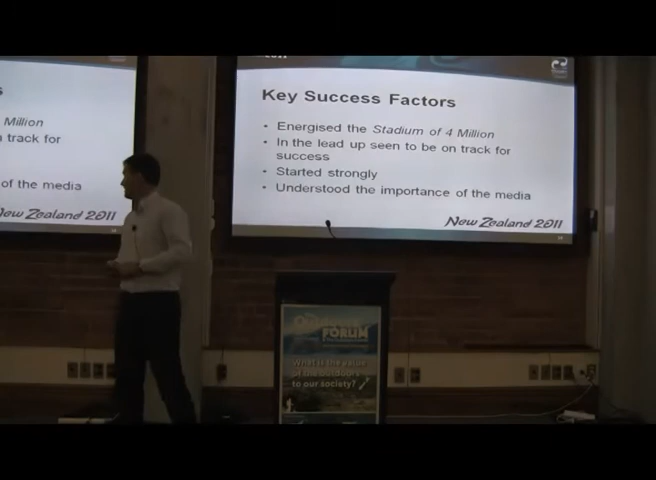 Million
track for
of the media
New Zealand 2011
2011
Key Success Factors
• Energised the Stadium of 4 Million
• In the lead up seen to be on track for
success
• Started strongly
• Understood the importance of the media
New Zealand 2011
FORUM
What is the value
of the outdoors
to our society?